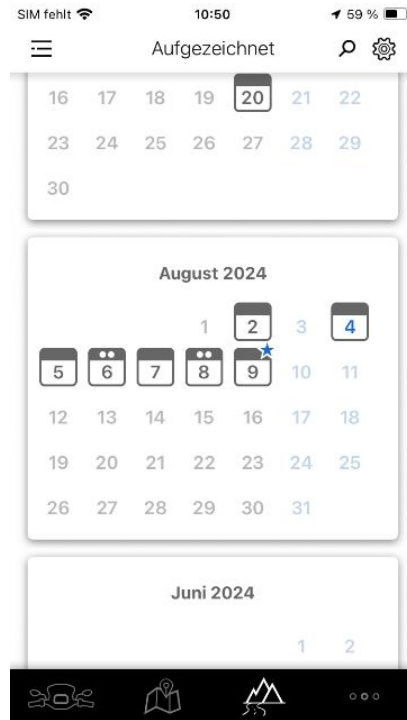 SIM fehlt 10:50 59 %
Aufgezeichnet
16 17 18 19 20 21 22
23 24 25 26 27 28 29
30
August 2024
1 2 3 4
5 6 7 8 9 10 11
12 13 14 15 16 17 18
19 20 21 22 23 24 25
26 27 28 29 30 31
Juni 2024
1 2